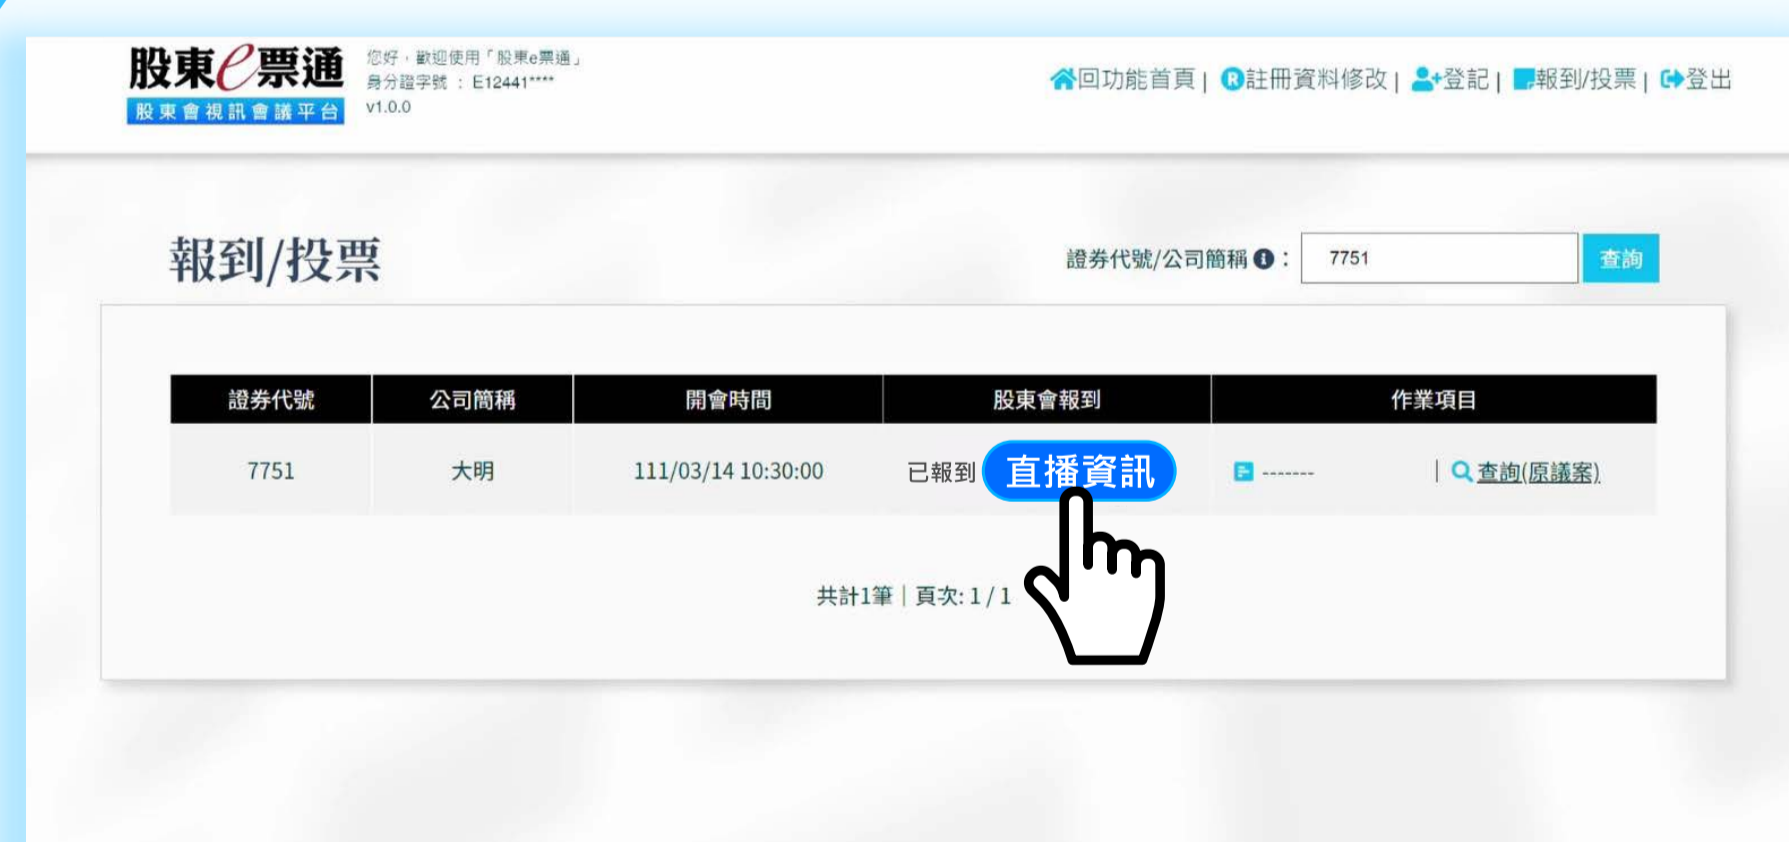 股東e票通
股東會視訊會議平台
您好，歡迎使用「股東e票通」
身分證字號 : E12441****
v1.0.0
回功能首頁 | R註冊資料修改 | 登記 | 報到/投票 | 登出
報到/投票
證券代號/公司簡稱 : 7751 查詢
證券代號 公司簡稱 開會時間 股東會報到 作業項目
7751 大明 111/03/14 10:30:00 已報到 直播資訊 ------- | 查詢(原議案)
共計1筆 | 頁次: 1 / 1